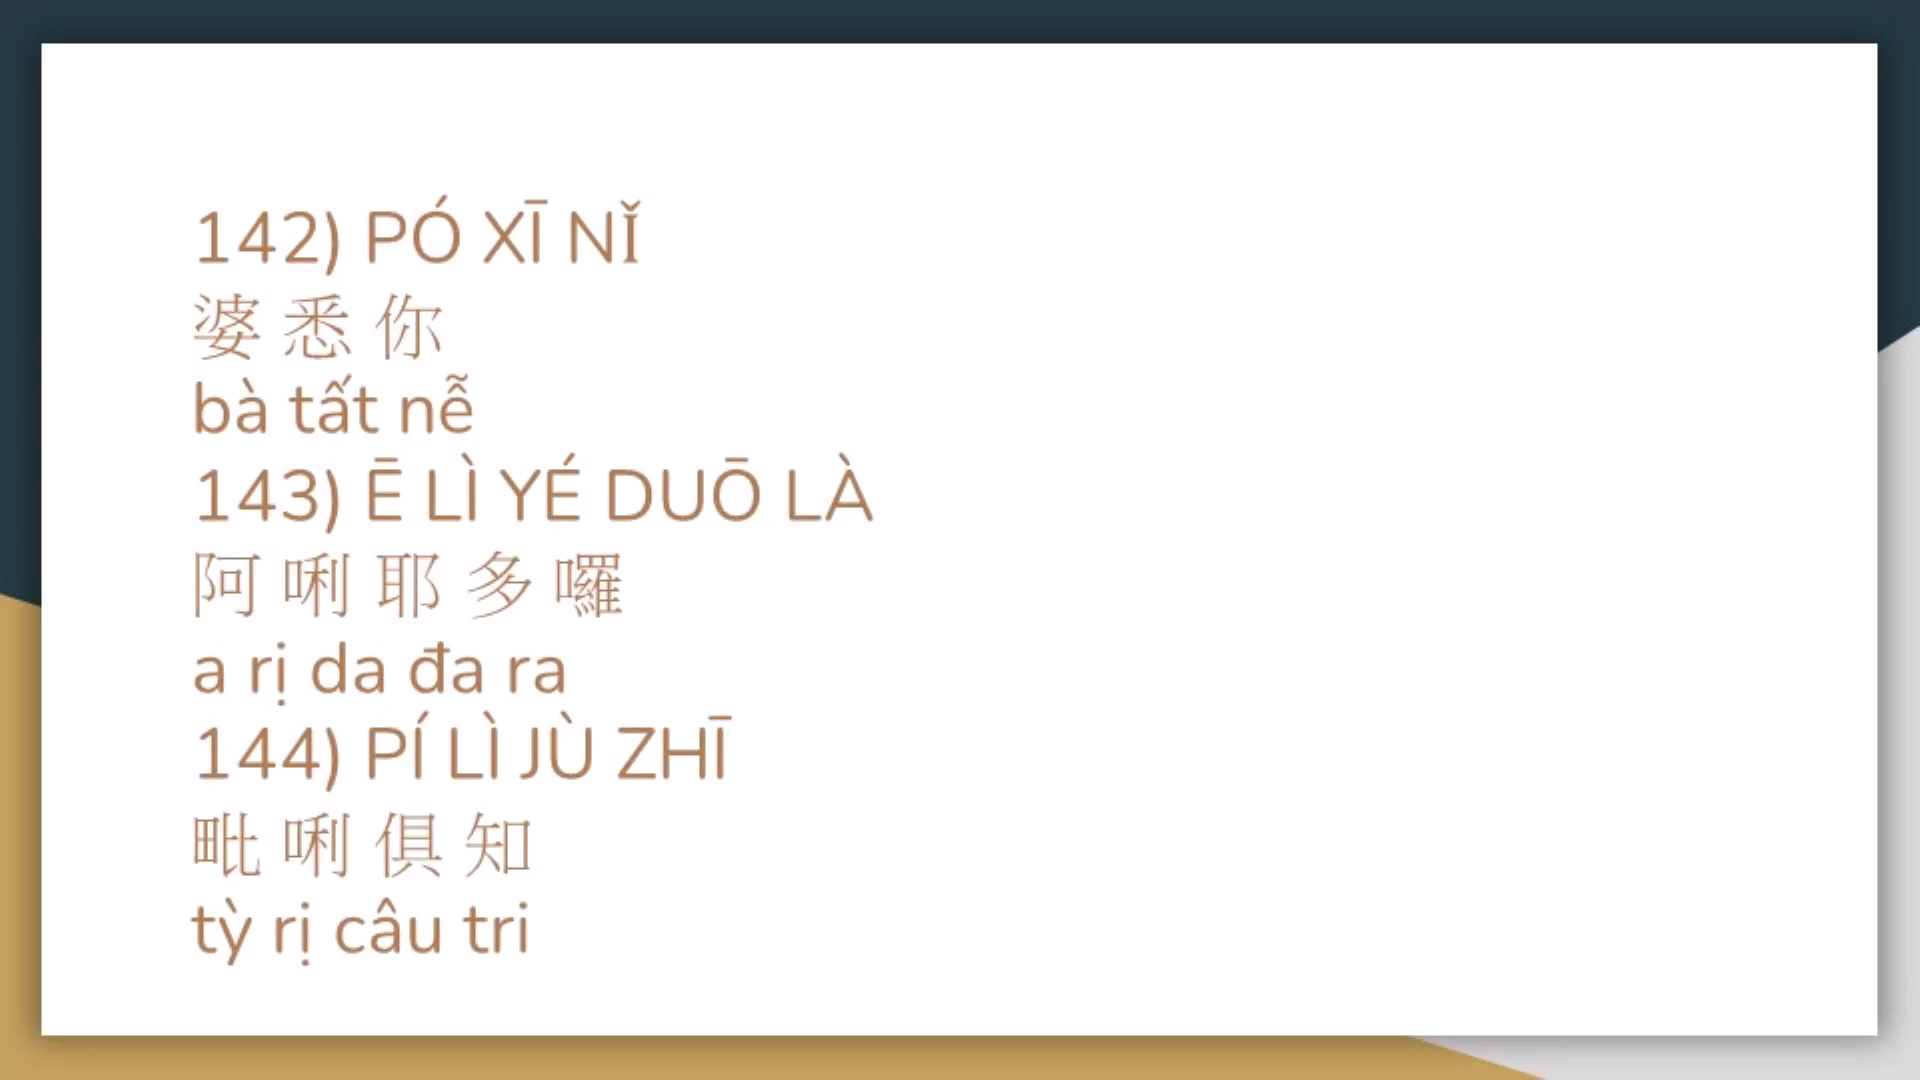 142) PÓ XĪ NǏ
婆 悉 你
bà tất nễ
143) Ē LÌ YÉ DUŌ LÀ
阿 唎 耶 多 囉
a rị da đa ra
144) PÍ LÌ JÙ ZHĪ
毗 唎 俱 知
tỳ rị câu tri